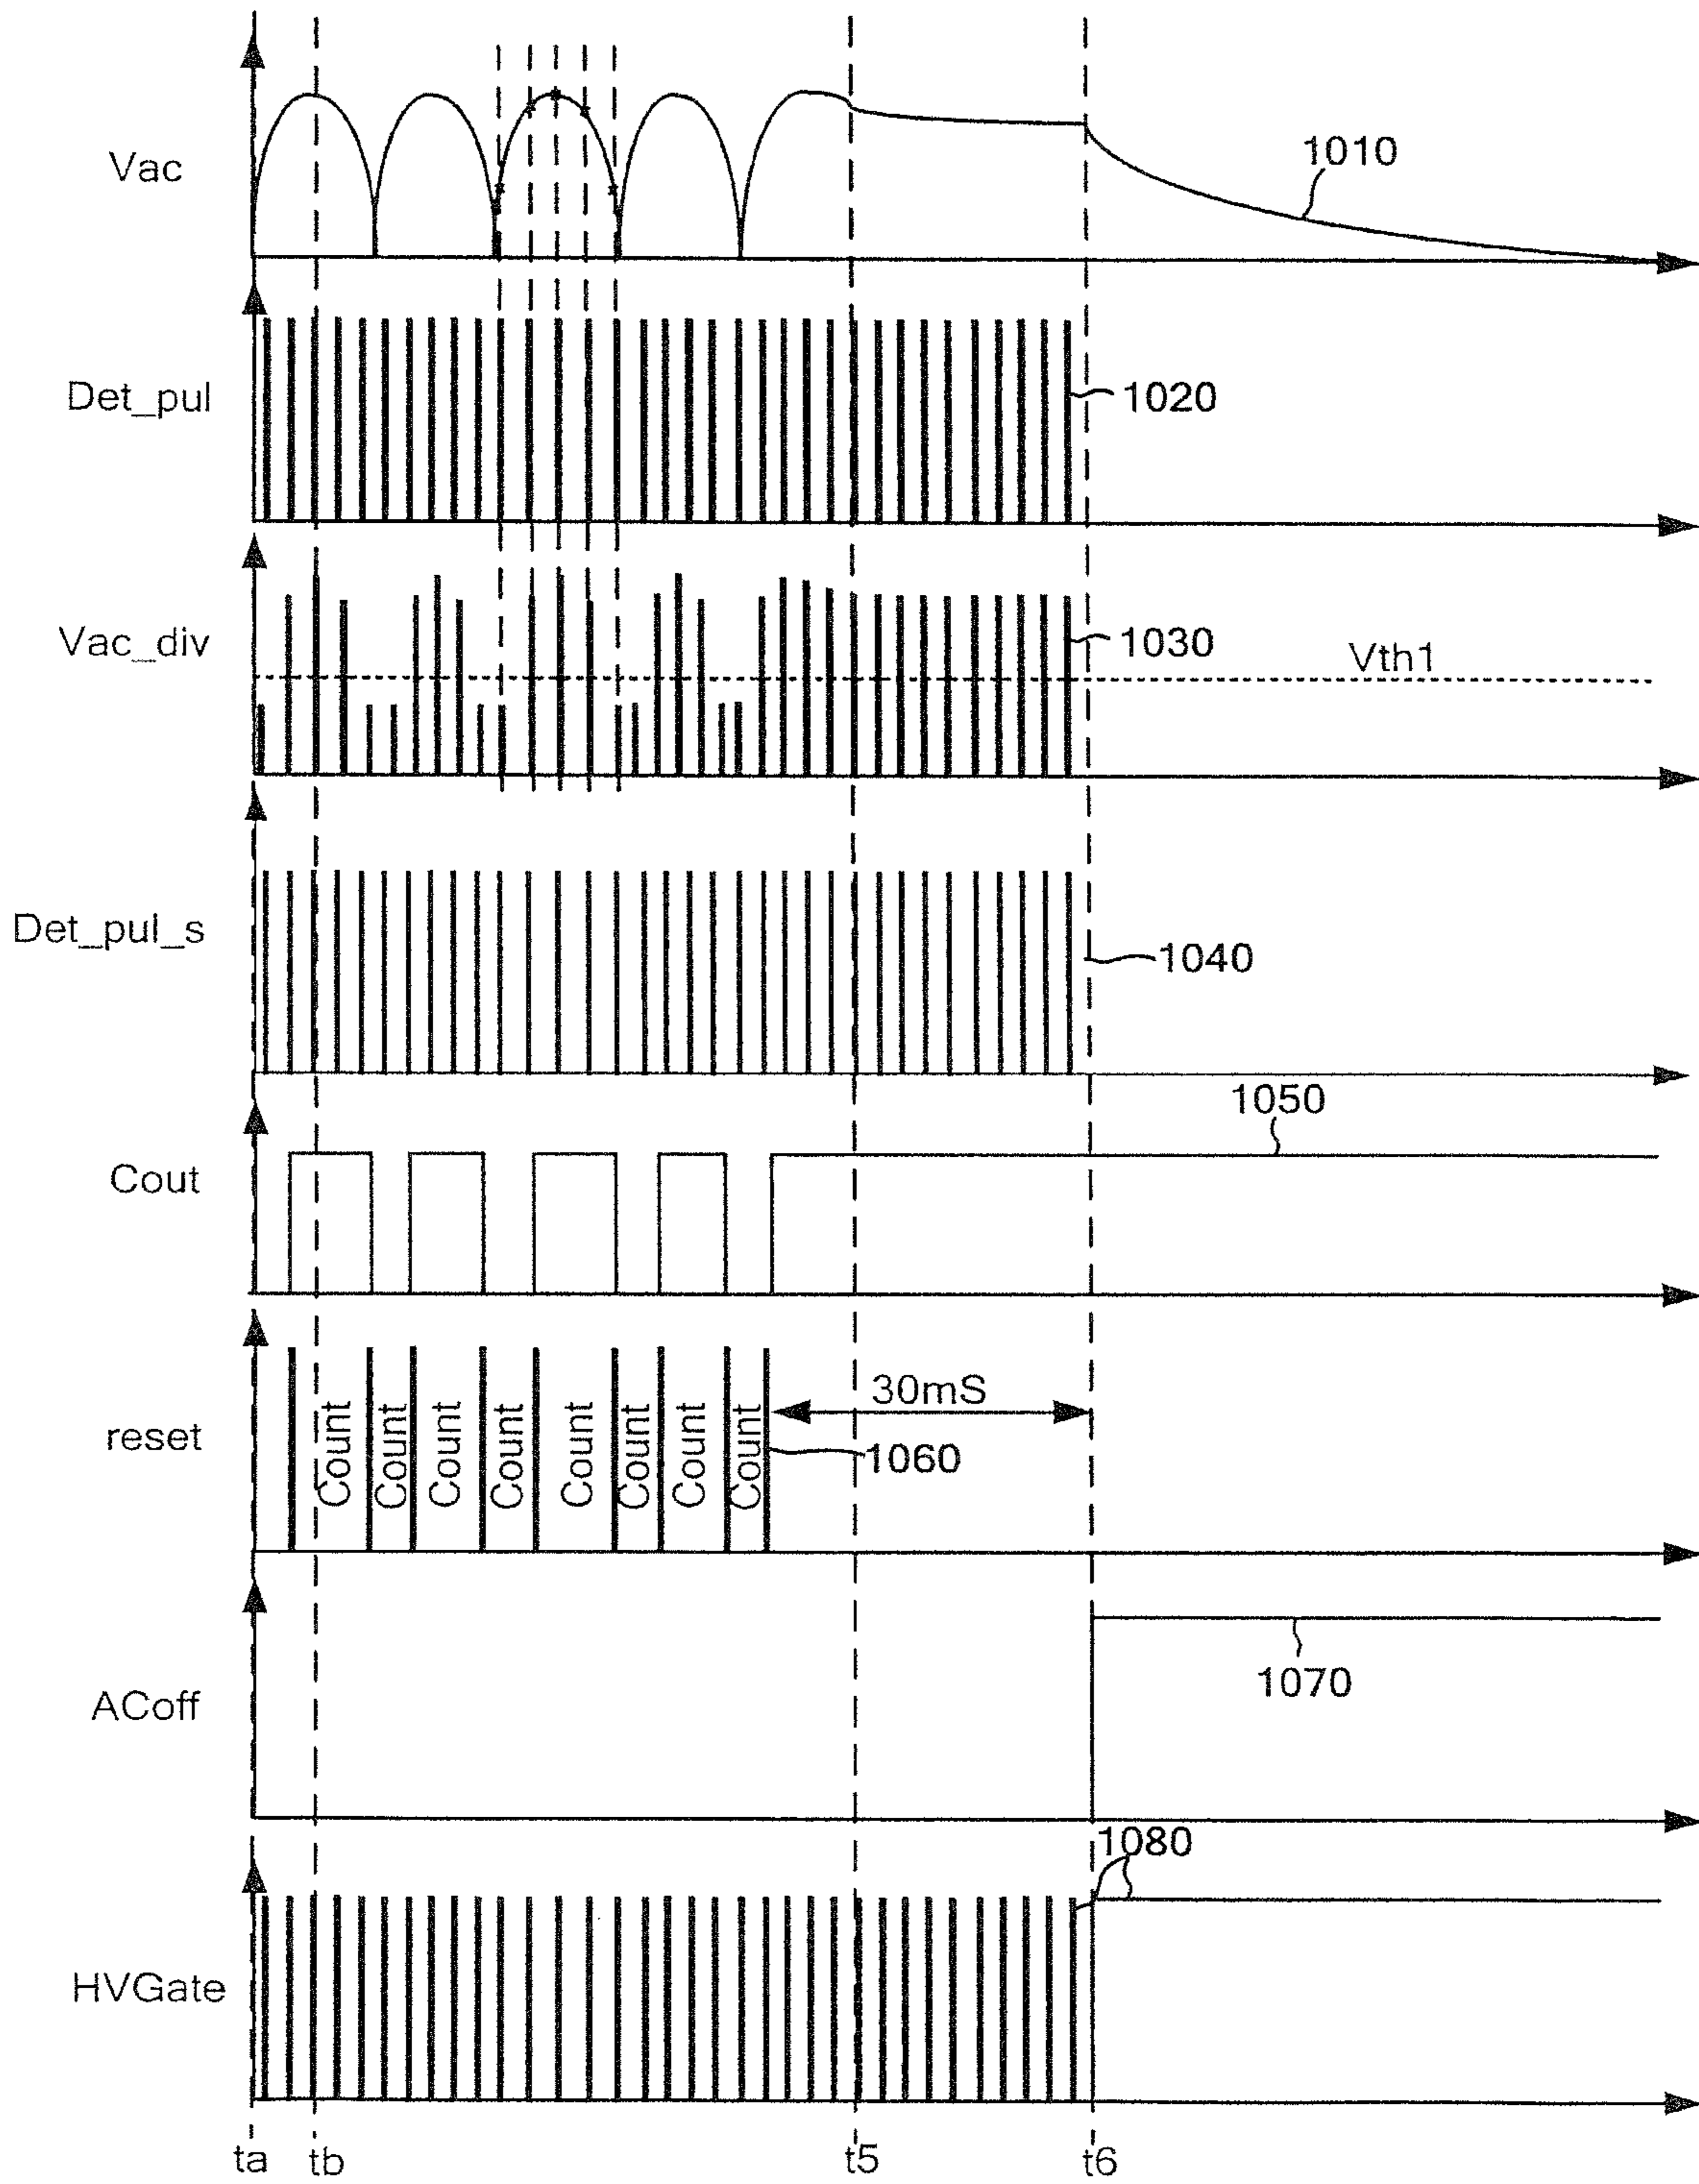 Vac
1010
Det_pul
1020
Vac_div
1030
Vth1
Det_pul_s
1040
Cout
1050
reset
Count
Count
Count
Count
Count
Count
Count
Count
30mS
1060
ACoff
1070
HVGate
1080
ta
tb
t5
t6